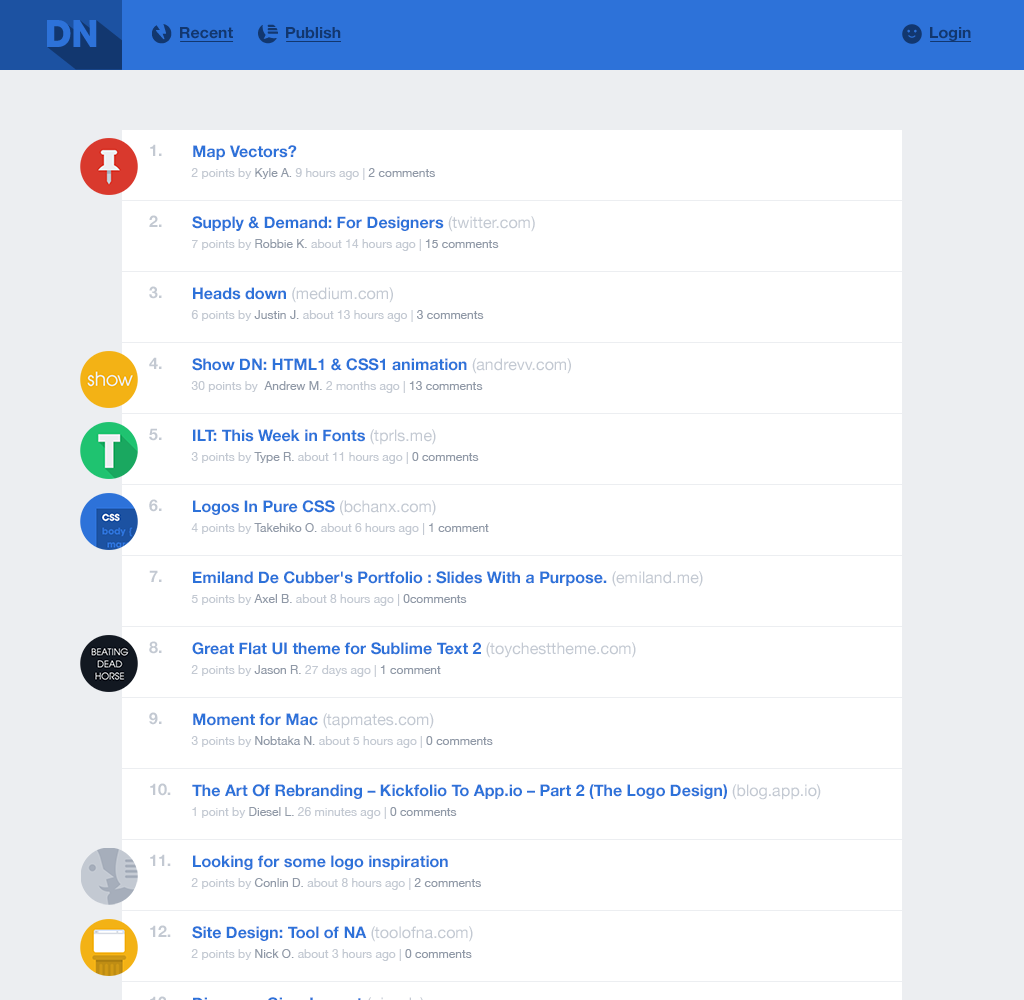 DN
Recent
Publish
Login
1. Map Vectors?
2 points by Kyle A. 9 hours ago | 2 comments
2. Supply & Demand: For Designers (twitter.com)
7 points by Robbie K. about 14 hours ago | 15 comments
3. Heads down (medium.com)
6 points by Justin J. about 13 hours ago | 3 comments
show
4. Show DN: HTML1 & CSS1 animation (andrevv.com)
30 points by Andrew M. 2 months ago | 13 comments
T
5. ILT: This Week in Fonts (tprls.me)
3 points by Type R. about 11 hours ago | 0 comments
CSS
body {
6. Logos In Pure CSS (bchanx.com)
4 points by Takehiko O. about 6 hours ago | 1 comment
7. Emiland De Cubber's Portfolio : Slides With a Purpose. (emiland.me)
5 points by Axel B. about 8 hours ago | 0comments
BEATING
DEAD
HORSE
8. Great Flat UI theme for Sublime Text 2 (toychesttheme.com)
2 points by Jason R. 27 days ago | 1 comment
9. Moment for Mac (tapmates.com)
3 points by Nobtaka N. about 5 hours ago | 0 comments
10. The Art Of Rebranding – Kickfolio To App.io – Part 2 (The Logo Design) (blog.app.io)
1 point by Diesel L. 26 minutes ago | 0 comments
11. Looking for some logo inspiration
2 points by Conlin D. about 8 hours ago | 2 comments
12. Site Design: Tool of NA (toolofna.com)
2 points by Nick O. about 3 hours ago | 0 comments